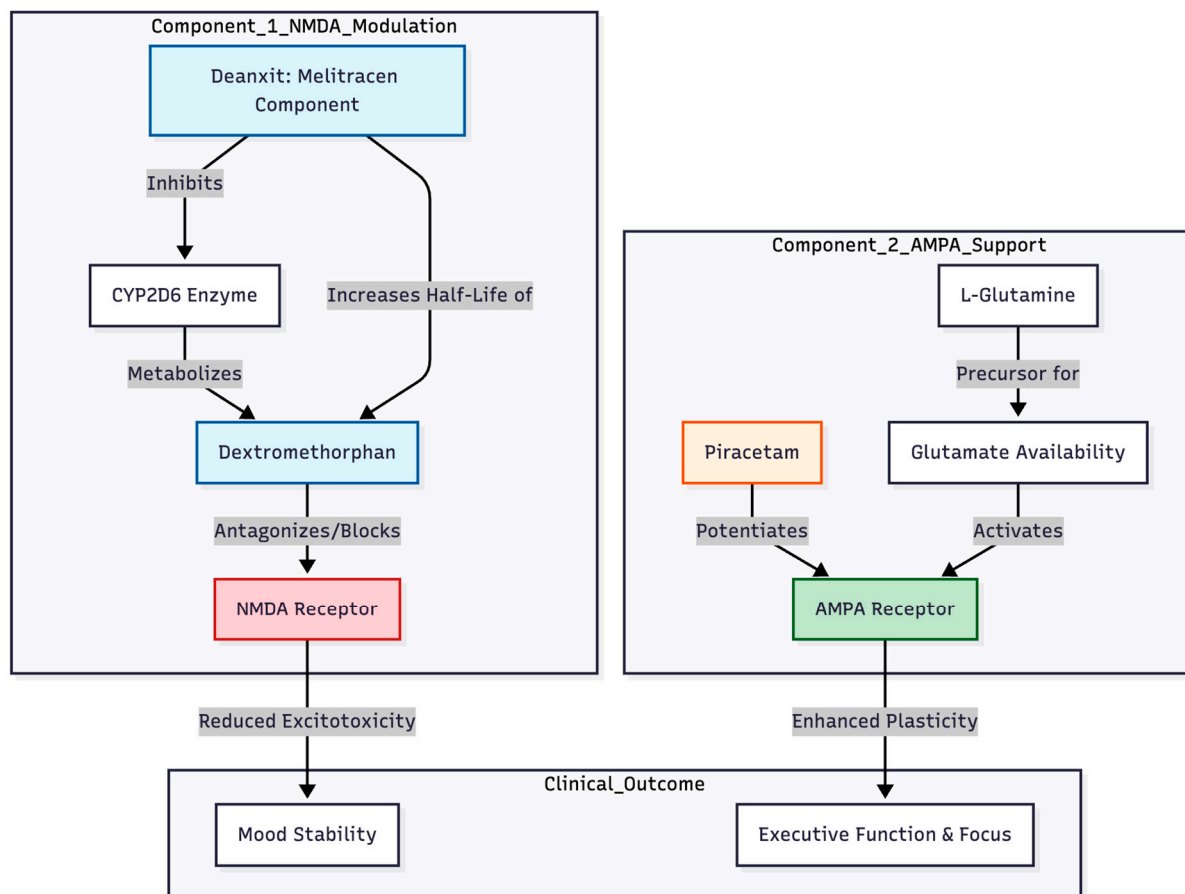 Component_1_NMDA_Modulation
Deanxit: Melitracen
Component
Inhibits
CYP2D6 Enzyme
Increases Half-Life of
Metabolizes
Dextromethorphan
Antagonizes/Blocks
NMDA Receptor
Component_2_AMPA_Support
L-Glutamine
Precursor for
Piracetam
Glutamate Availability
Potentiates
Activates
AMPA Receptor
Reduced Excitotoxicity
Enhanced Plasticity
Clinical_Outcome
Mood Stability
Executive Function & Focus